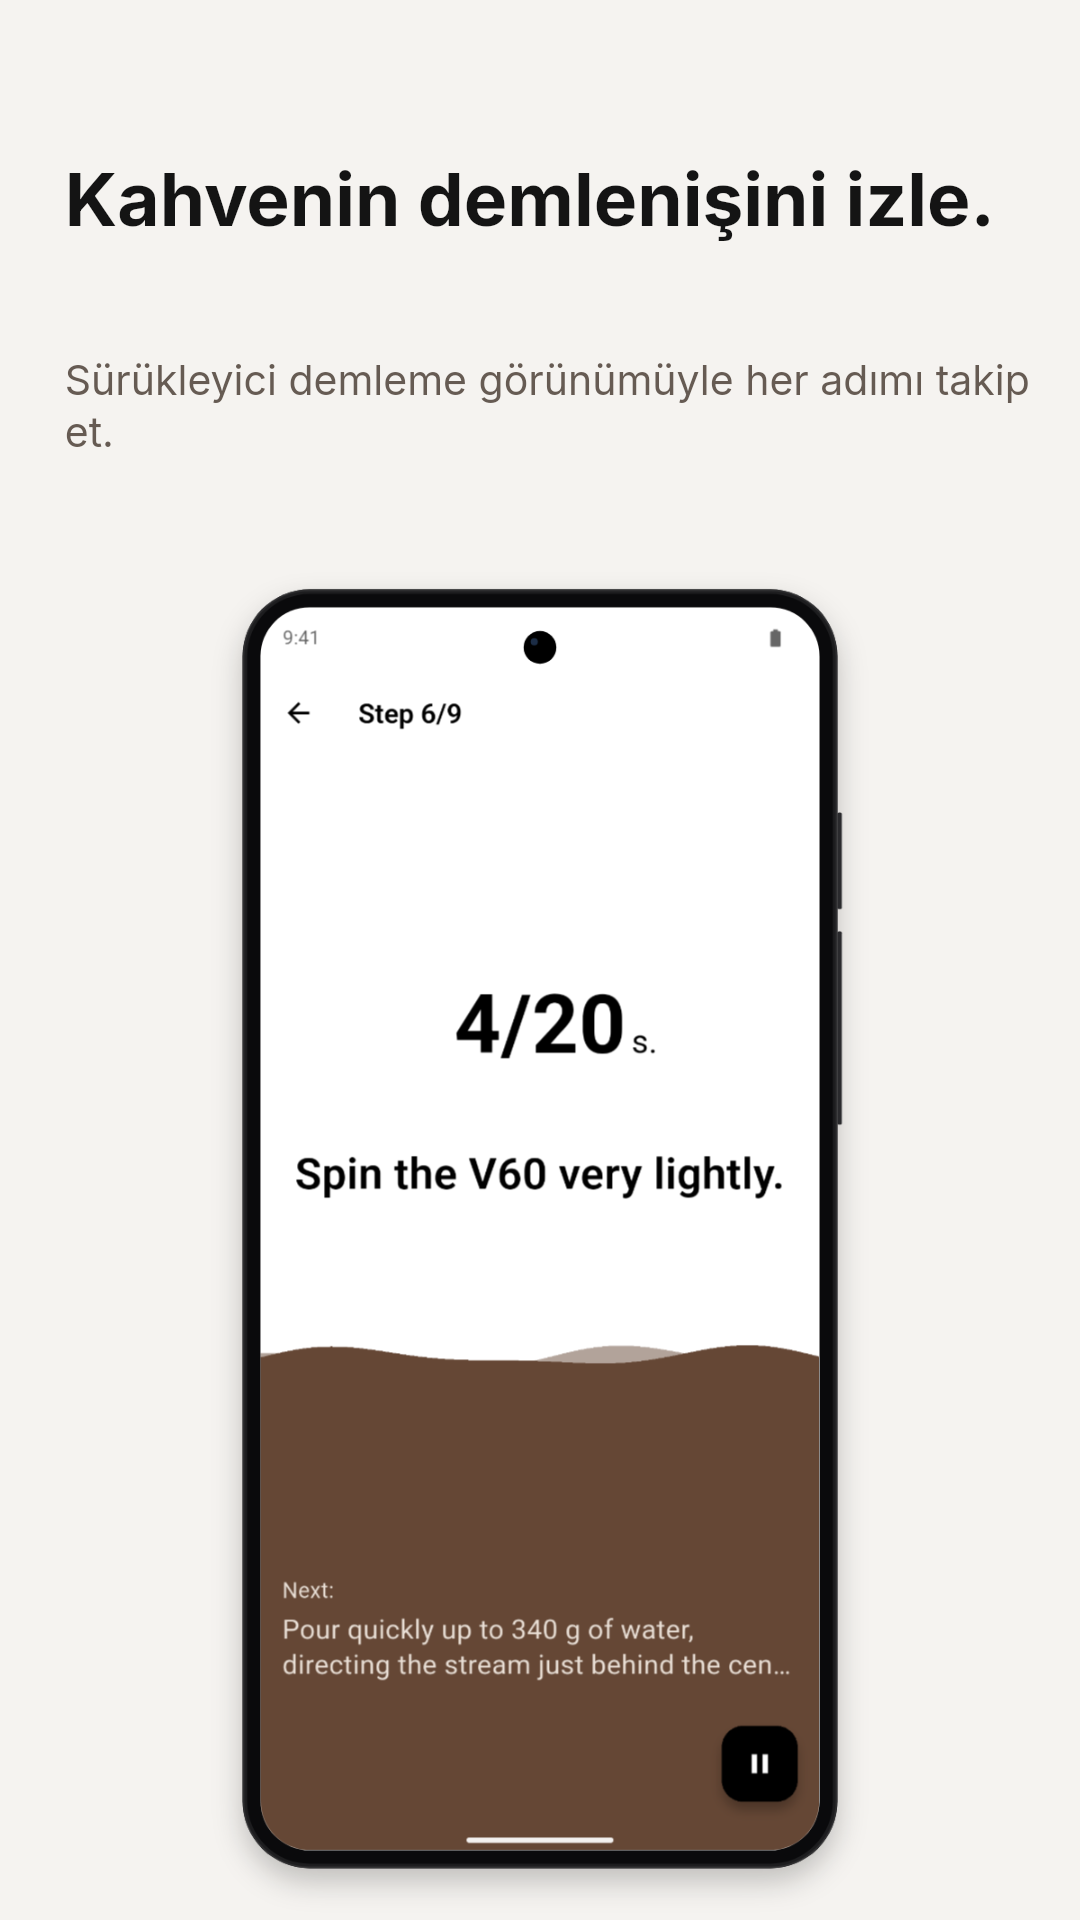 Kahvenin demlenişini izle.
Sürükleyici demleme görünümüyle her adımı takip
et.
9:41
Step 6/9
4/20 s.
Spin the V60 very lightly.
Next:
Pour quickly up to 340 g of water,
directing the stream just behind the cen...